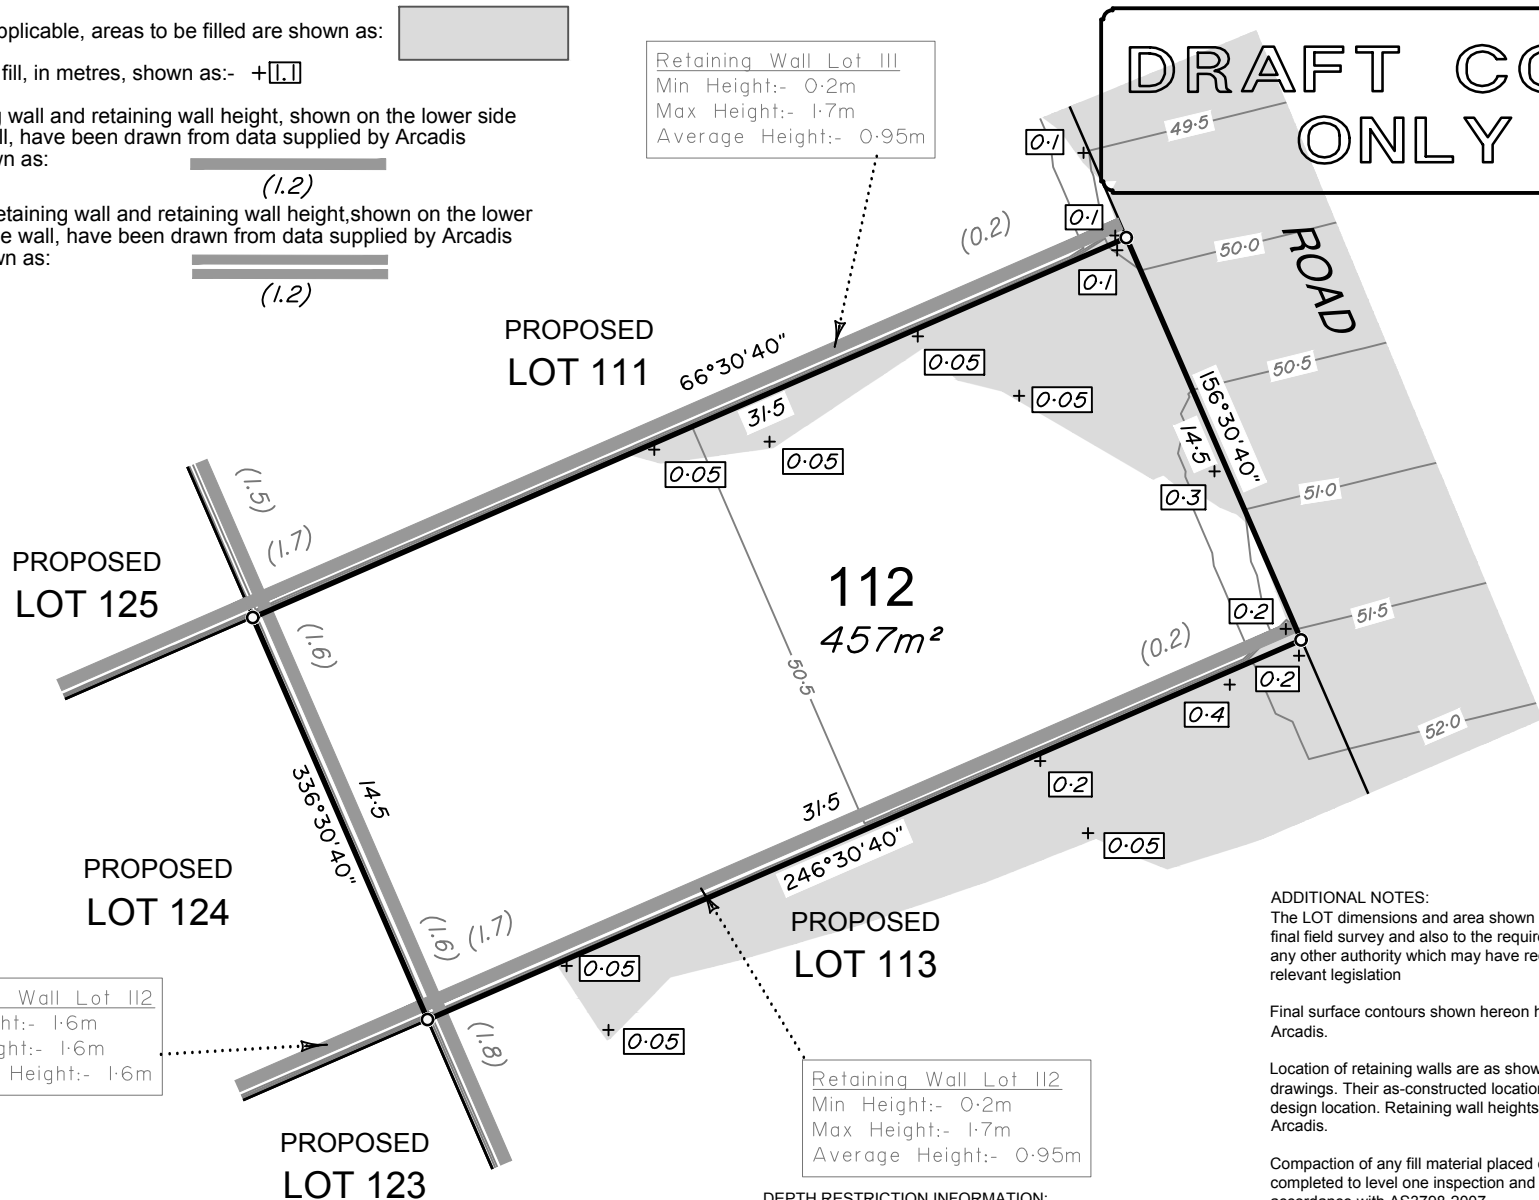 pplicable, areas to be filled are shown as:
fill, in metres, shown as:- +1.1
g wall and retaining wall height, shown on the lower side
ll, have been drawn from data supplied by Arcadis
wn as:
(1.2)
etaining wall and retaining wall height,shown on the lower
e wall, have been drawn from data supplied by Arcadis
wn as:
(1.2)
Retaining Wall Lot 111
Min Height:- 0·2m
Max Height:- 1·7m
Average Height:- 0·95m
DRAFT CO
ONLY
49·5
0·1
0·1
(0.2)
50·0
ROAD
0·1
PROPOSED
LOT 111
66°30'40"
31·5
0·05
0·05
50·5
156°30'40"
14·5
0·05
0·05
0·3
51·0
(1.5)
(1.7)
PROPOSED
LOT 125
112
457m²
0·2
51·5
(1.6)
(0.2)
50·5
0·2
0·4
52·0
336°30'40"
14·5
31·5
0·2
246°30'40"
0·05
PROPOSED
LOT 124
(1.6)
(1.7)
PROPOSED
LOT 113
0·05
0·05
(1.8)
Wall Lot 112
ht:- 1·6m
ght:- 1·6m
Height:- 1·6m
Retaining Wall Lot 112
Min Height:- 0·2m
Max Height:- 1·7m
Average Height:- 0·95m
PROPOSED
LOT 123
DEPTH RESTRICTION INFORMATION:
ADDITIONAL NOTES:
The LOT dimensions and area shown
final field survey and also to the require
any other authority which may have re
relevant legislation
Final surface contours shown hereon h
Arcadis.
Location of retaining walls are as show
drawings. Their as-constructed location
design location. Retaining wall heights
Arcadis.
Compaction of any fill material placed
completed to level one inspection and
accordance with AS3798-2007